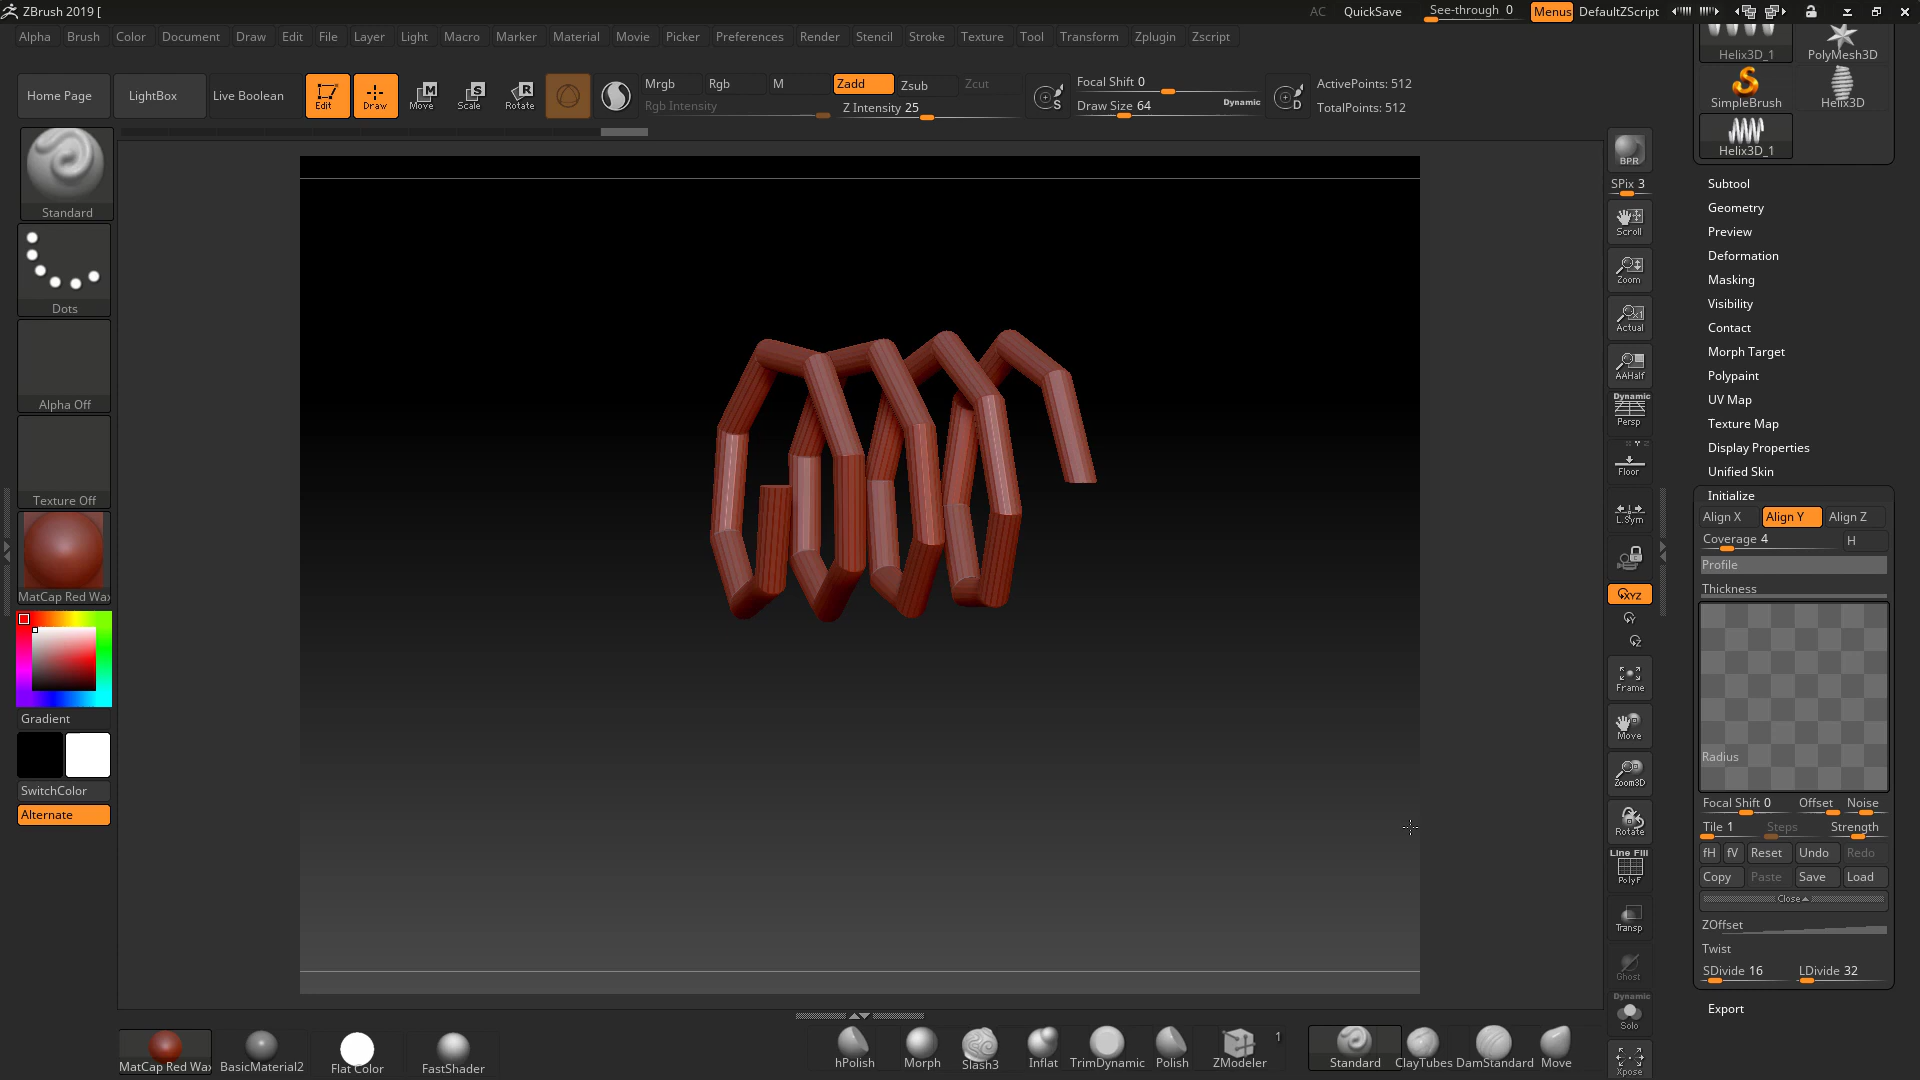 ZBrush 2019 [
AC QuickSave See-through 0 Menus DefaultZScript
Alpha Brush Color Document Draw Edit File Layer Light Macro Marker Material Movie Picker Preferences Render Stencil Stroke Texture Tool Transform Zplugin Zscript
Home Page LightBox Live Boolean Edit Draw Move Scale Rotate
M S R
Mrgb Rgb M Zadd Zsub Zcut
Rgb Intensity Z Intensity 25
S
Focal Shift 0
Draw Size 64 Dynamic
D
ActivePoints: 512
TotalPoints: 512
Standard
Dots
Alpha Off
Texture Off
MatCap Red Wax
Gradient
SwitchColor
Alternate
BPR
SPix 3
Scroll
Zoom
Actual
AAHalf
Dynamic
Persp
Floor
L.Sym
XYZ
Y
Z
Frame
Move
Zoom3D
Rotate
Line Fill
PolyF
Transp
Ghost
Dynamic
Solo
Xpose
Helix3D_1 PolyMesh3D
SimpleBrush Helix3D
Helix3D_1
Subtool
Geometry
Preview
Deformation
Masking
Visibility
Contact
Morph Target
Polypaint
UV Map
Texture Map
Display Properties
Unified Skin
Initialize
Align X Align Y Align Z
Coverage 4 H
Profile
Thickness
Radius
Focal Shift 0 Offset Noise
Tile 1 Steps Strength
fH fV Reset Undo Redo
Copy Paste Save Load
Close
ZOffset
Twist
SDivide 16 LDivide 32
Export
MatCap Red Wax BasicMaterial2 Flat Color FastShader
hPolish Morph Slash3 Inflat TrimDynamic Polish ZModeler 1 Standard ClayTubes DamStandard Move